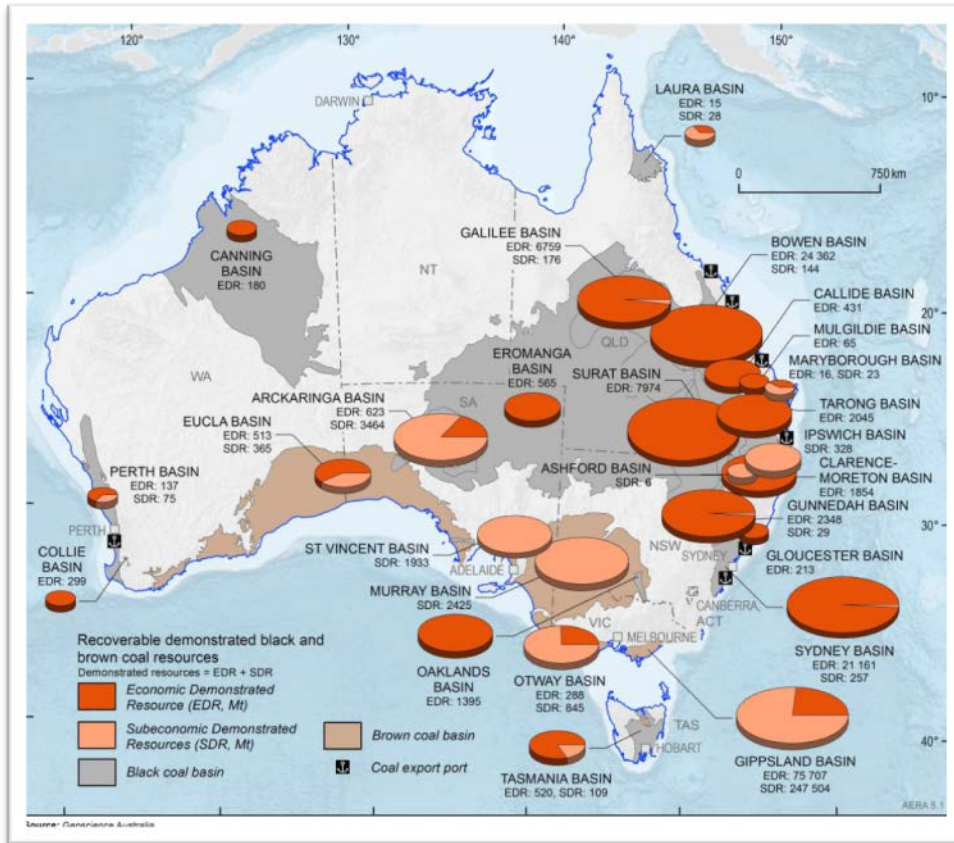 120°
130°
140°
150°
10°
20°
30°
40°
DARWIN
LAURA BASIN
EDR: 15
SDR: 28
0
750 km
CANNING
BASIN
EDR: 180
NT
GALILEE BASIN
EDR: 6759
SDR: 176
BOWEN BASIN
EDR: 24 362
SDR: 144
CALLIDE BASIN
EDR: 431
MULGILDIE BASIN
EDR: 65
MARYBOROUGH BASIN
EDR: 16, SDR: 23
QLD
WA
EROMANGA
BASIN
EDR: 565
SURAT BASIN
EDR: 7974
TARONG BASIN
EDR: 2045
ARCKARINGA BASIN
EDR: 623
SDR: 3464
SA
EUCLA BASIN
EDR: 513
SDR: 365
IPSWICH BASIN
SDR: 328
ASHFORD BASIN
SDR: 6
CLARENCE-
MORETON BASIN
EDR: 1854
PERTH BASIN
EDR: 137
SDR: 75
PERTH
GUNNEDAH BASIN
EDR: 2348
SDR: 29
COLLIE
BASIN
EDR: 299
ST VINCENT BASIN
SDR: 1933
ADELAIDE
NSW
SYDNEY
GLOUCESTER BASIN
EDR: 213
MURRAY BASIN
SDR: 2425
CANBERRA
ACT
VIC
MELBOURNE
SYDNEY BASIN
EDR: 21 161
SDR: 257
OAKLANDS
BASIN
EDR: 1395
OTWAY BASIN
EDR: 288
SDR: 845
TAS
HOBART
TASMANIA BASIN
EDR: 520, SDR: 109
GIPPSLAND BASIN
EDR: 75 707
SDR: 247 504
Recoverable demonstrated black and
brown coal resources
Demonstrated resources = EDR + SDR
Economic Demonstrated
Resource (EDR, Mt)
Subeconomic Demonstrated
Resources (SDR, Mt)
Black coal basin
Brown coal basin
Coal export port
AERA 5.1
Source: Geoscience Australia